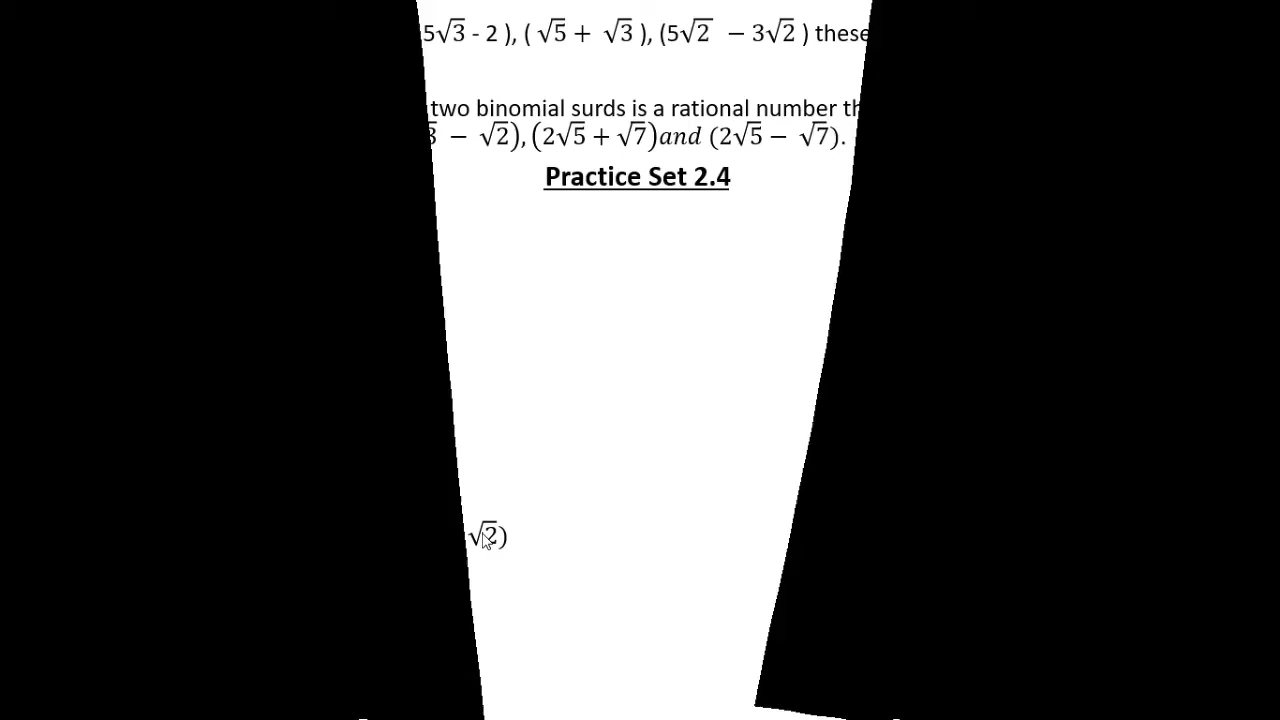 5√3 - 2 ), ( √5 + √3 ), (5√2 − 3√2 ) these
two binomial surds is a rational number
− √2), (2√5 + √7)and (2√5 − √7).
Practice Set 2.4
√2)